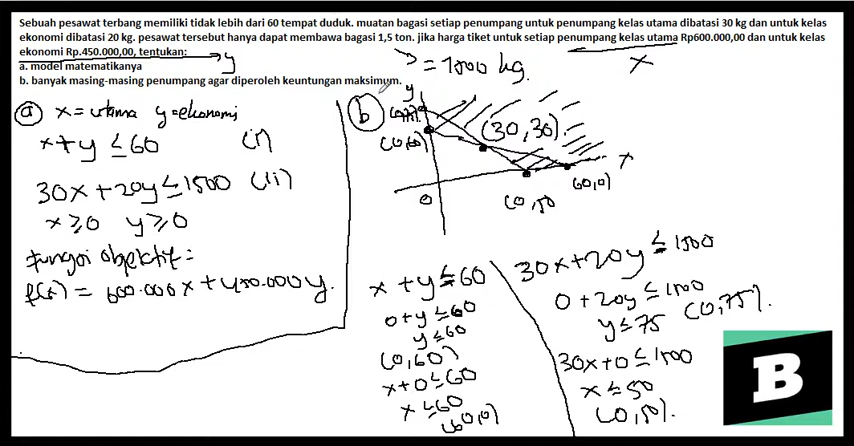 Sebuah pesawat terbang memiliki tidak lebih dari 60 tempat duduk. muatan bagasi setiap penumpang untuk penumpang kelas utama dibatasi 30 kg dan untuk kelas
ekonomi dibatasi 20 kg. pesawat tersebut hanya dapat membawa bagasi 1,5 ton. jika harga tiket untuk setiap penumpang kelas utama Rp600.000,00 dan untuk kelas
ekonomi Rp.450.000,00, tentukan:
a. model matematikanya
b. banyak masing-masing penumpang agar diperoleh keuntungan maksimum.
y
= 1500 kg.
x
a x = utama y = ekonomi
x + y ≤ 60 (i)
30x + 20y ≤ 1500 (ii)
x ≥ 0 y ≥ 0
fungsi objektif =
f(x) = 600.000x + 450.000y.
b
y
(0,60)
(30,30).
x
0
(0,50
(60,0)
x + y ≤ 60
0 + y ≤ 60
y ≤ 60
(0,60)
x + 0 ≤ 60
x ≤ 60
(60,0)
30x + 20y ≤ 1500
0 + 20y ≤ 1500
y ≤ 75 (0,75).
30x + 0 ≤ 1500
x ≤ 50
(0,50).
B